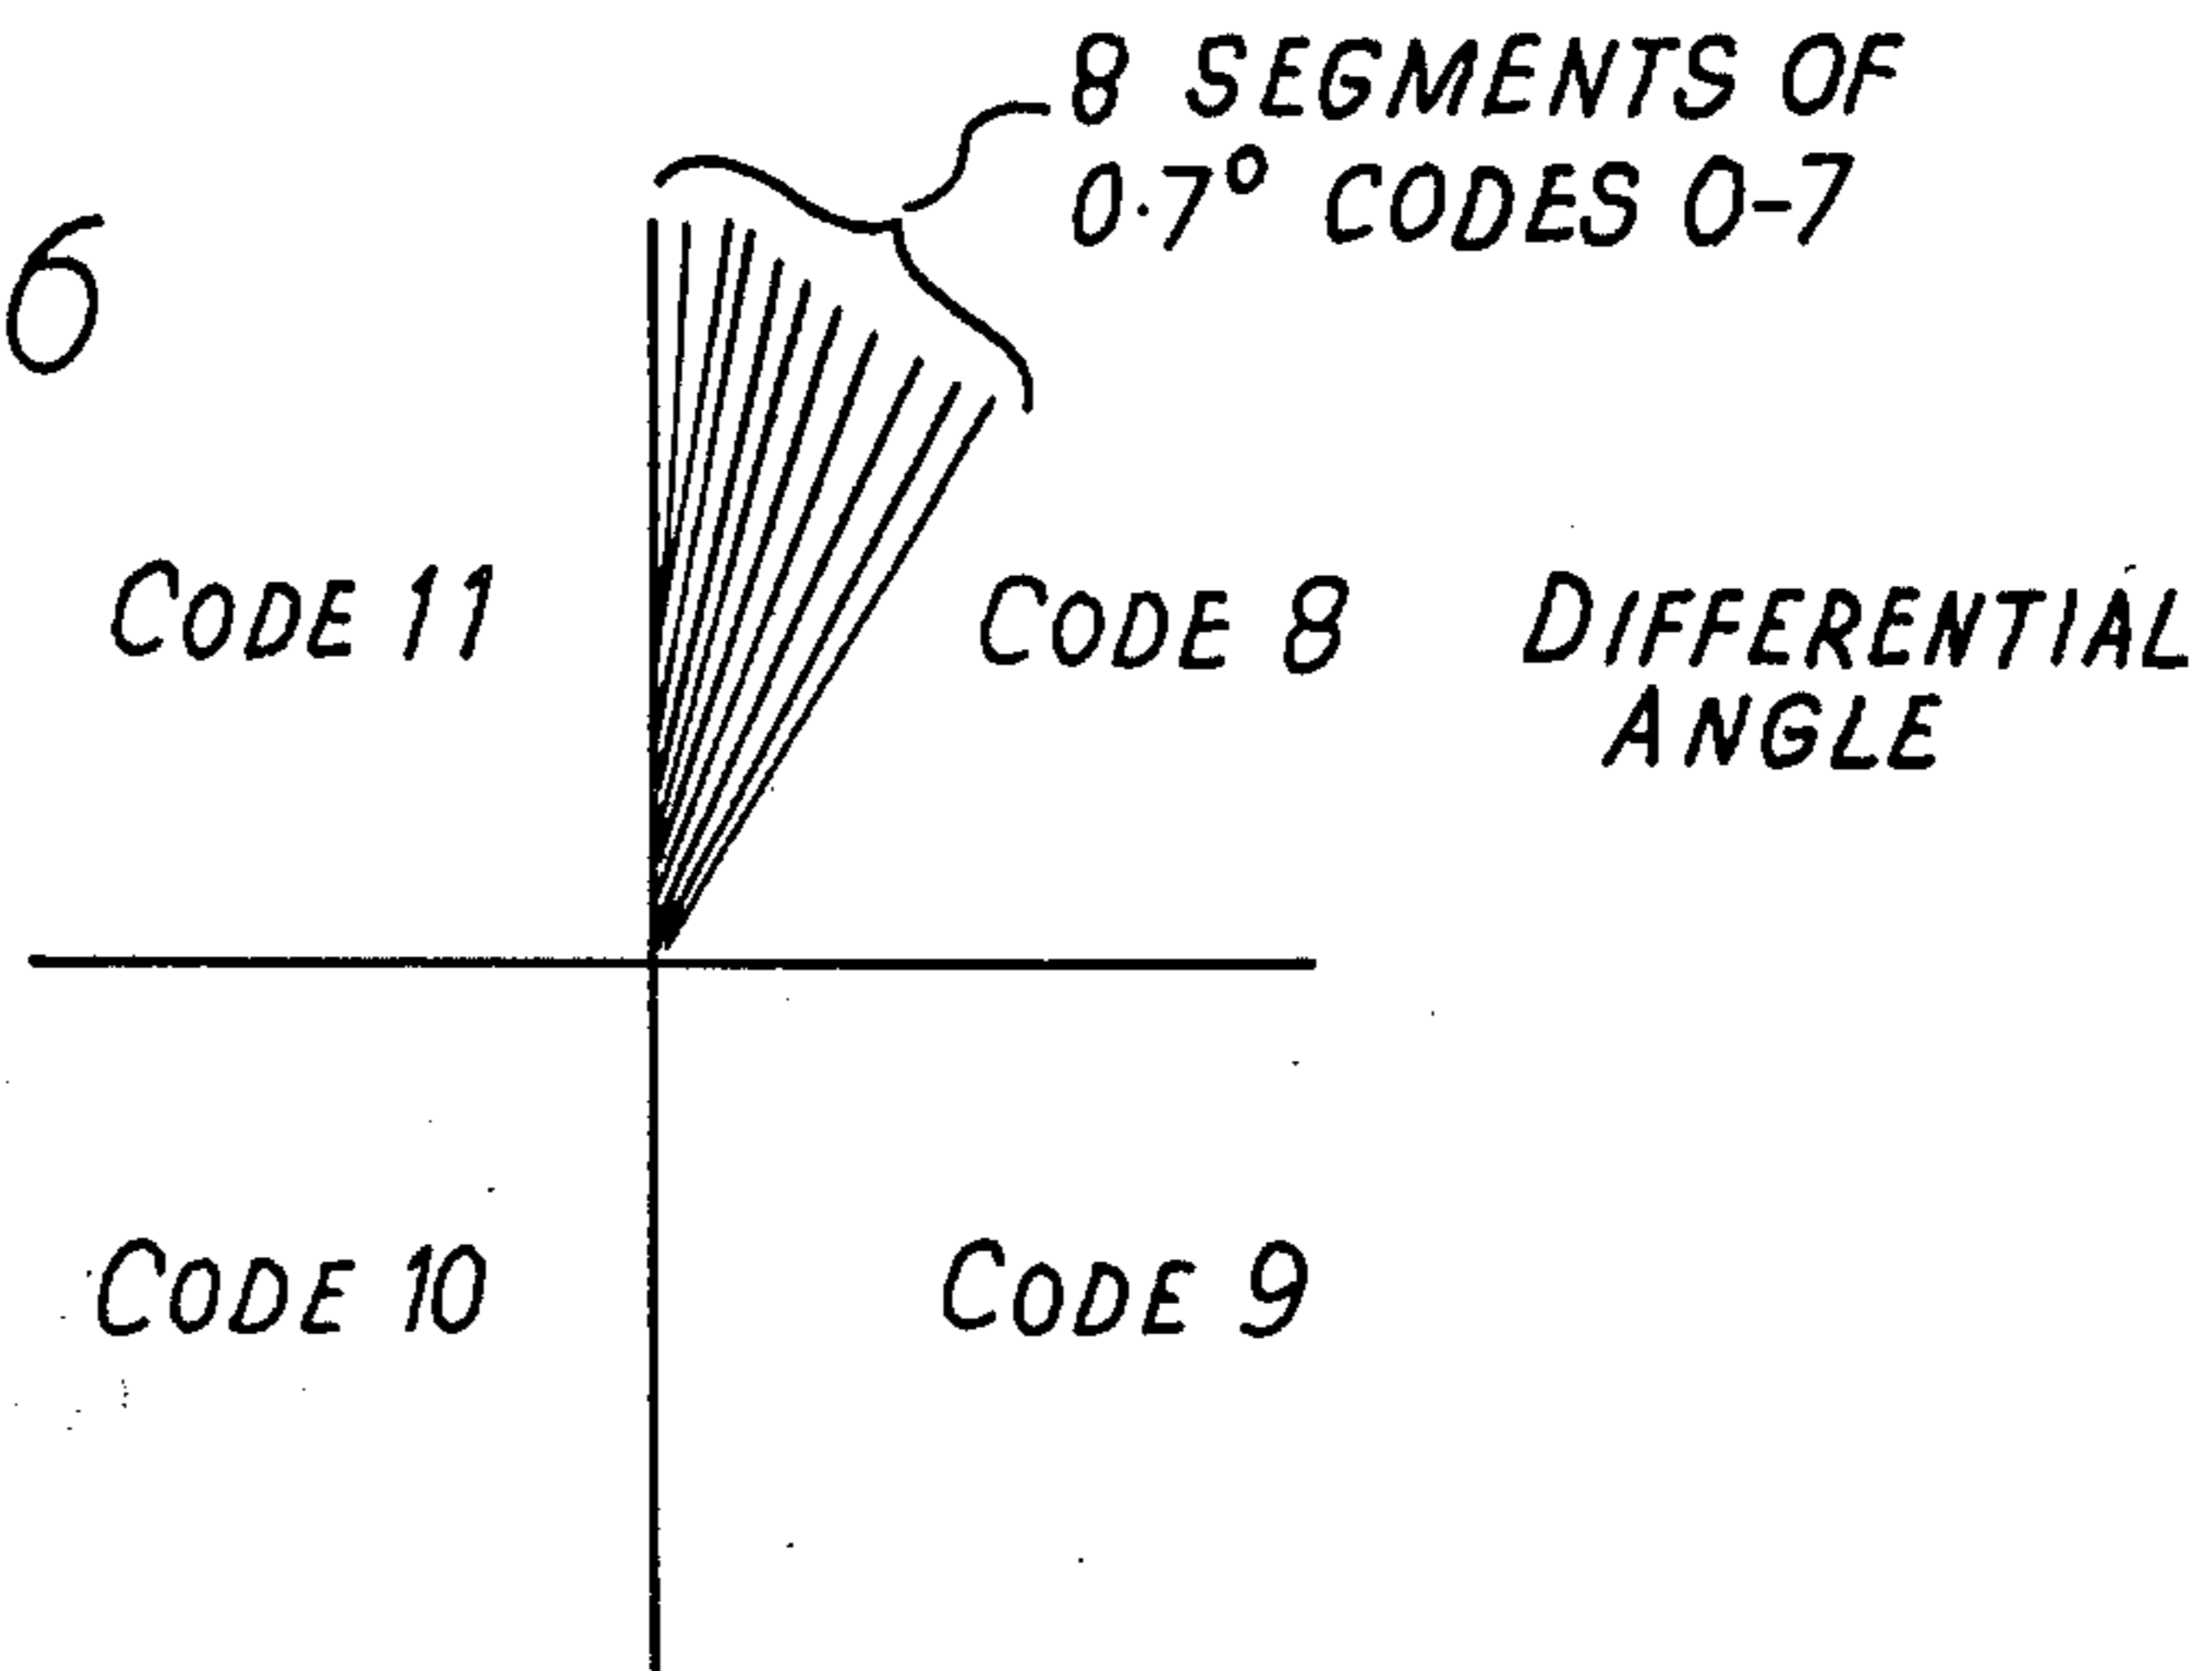 8 SEGMENTS OF
0.7° CODES 0-7
6
CODE 11
CODE 8
DIFFERENTIAL
ANGLE
CODE 10
CODE 9